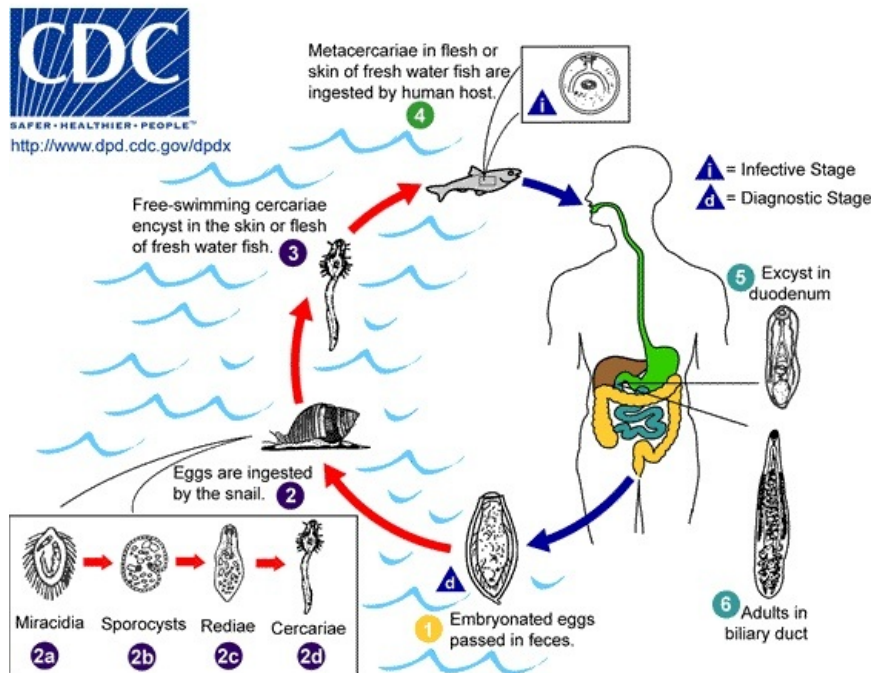 CDC
SAFER • HEALTHIER • PEOPLE™
http://www.dpd.cdc.gov/dpdx
Metacercariae in flesh or
skin of fresh water fish are
ingested by human host.
4
i
i = Infective Stage
d = Diagnostic Stage
Free-swimming cercariae
encyst in the skin or flesh
of fresh water fish.
3
5 Excyst in
duodenum
Eggs are ingested
by the snail. 2
d
1 Embryonated eggs
passed in feces.
6 Adults in
biliary duct
Miracidia Sporocysts Rediae Cercariae
2a 2b 2c 2d